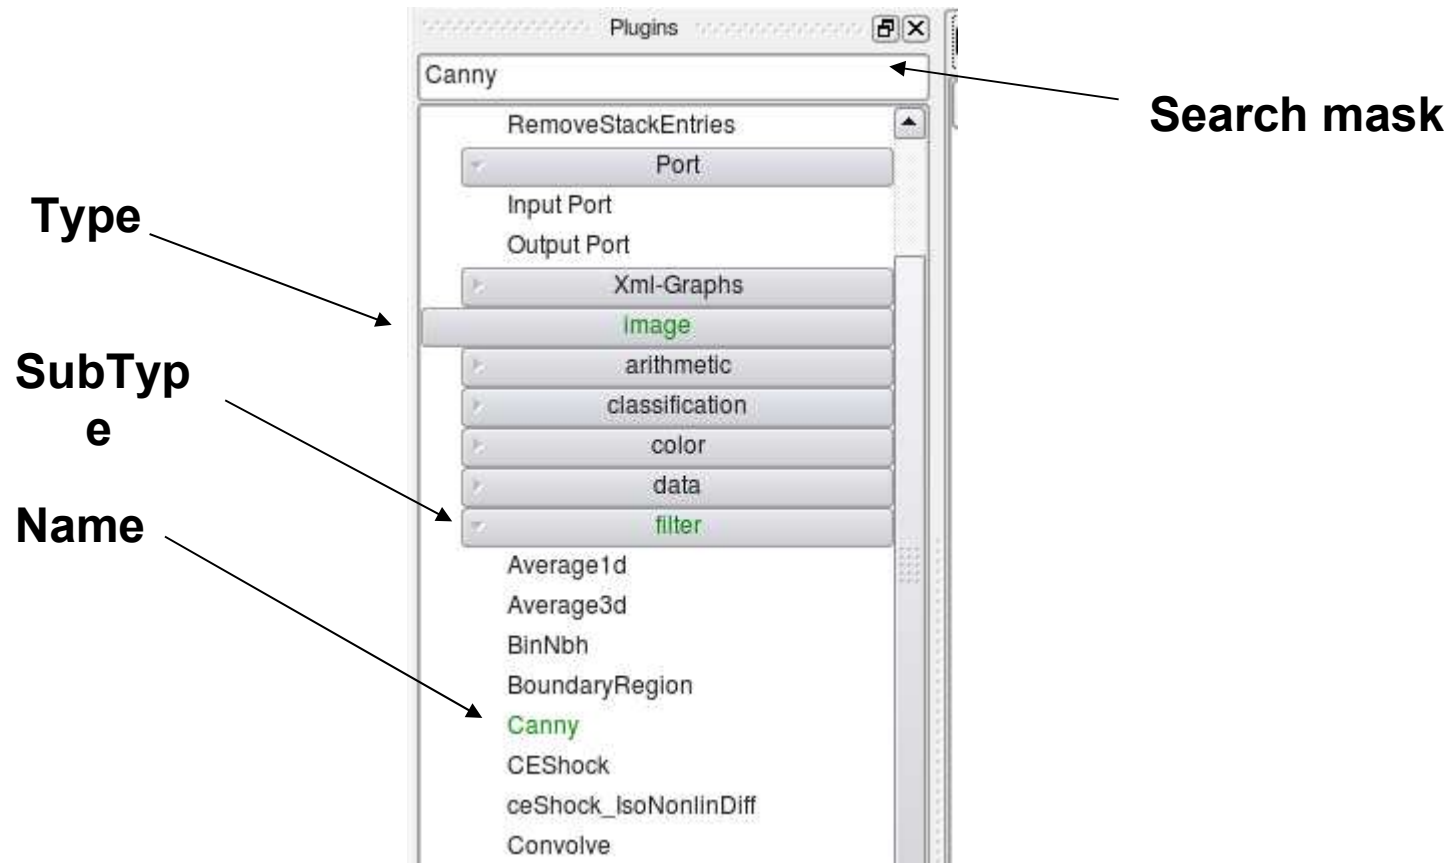 Plugins
Canny
Search mask
RemoveStackEntries
Port
Input Port
Output Port
Type
Xml-Graphs
image
arithmetic
SubTyp
e
classification
color
data
filter
Name
Average1d
Average3d
BinNbh
BoundaryRegion
Canny
CEShock
ceShock_IsoNonlinDiff
Convolve